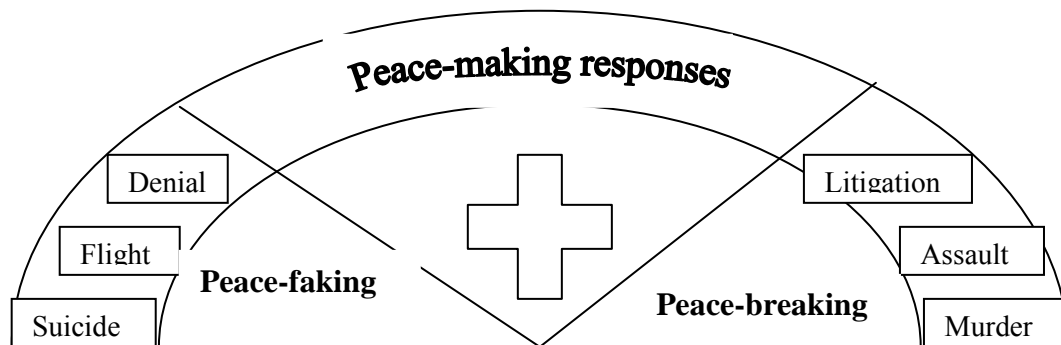 Peace-making responses
Denial
Litigation
Flight
Assault
Peace-faking
Peace-breaking
Suicide
Murder